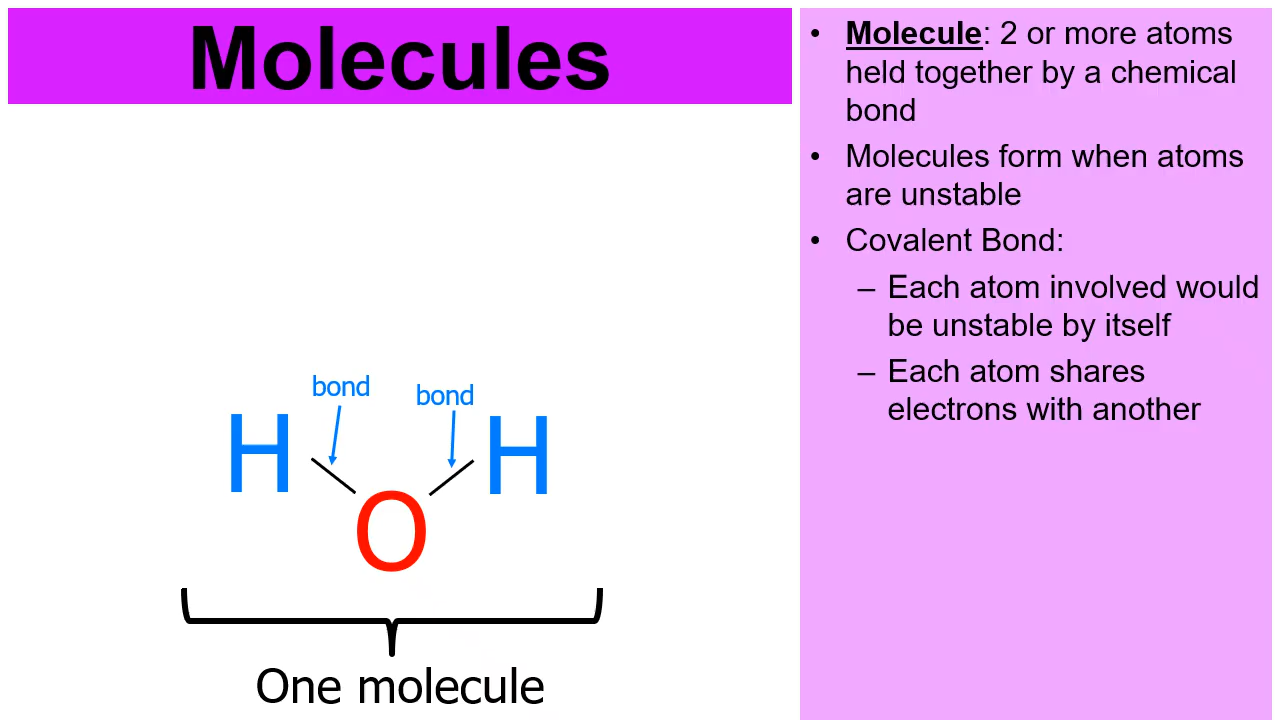 Molecules
bond
bond
H
H
O
One molecule
• Molecule: 2 or more atoms
held together by a chemical
bond
• Molecules form when atoms
are unstable
• Covalent Bond:
– Each atom involved would
be unstable by itself
– Each atom shares
electrons with another